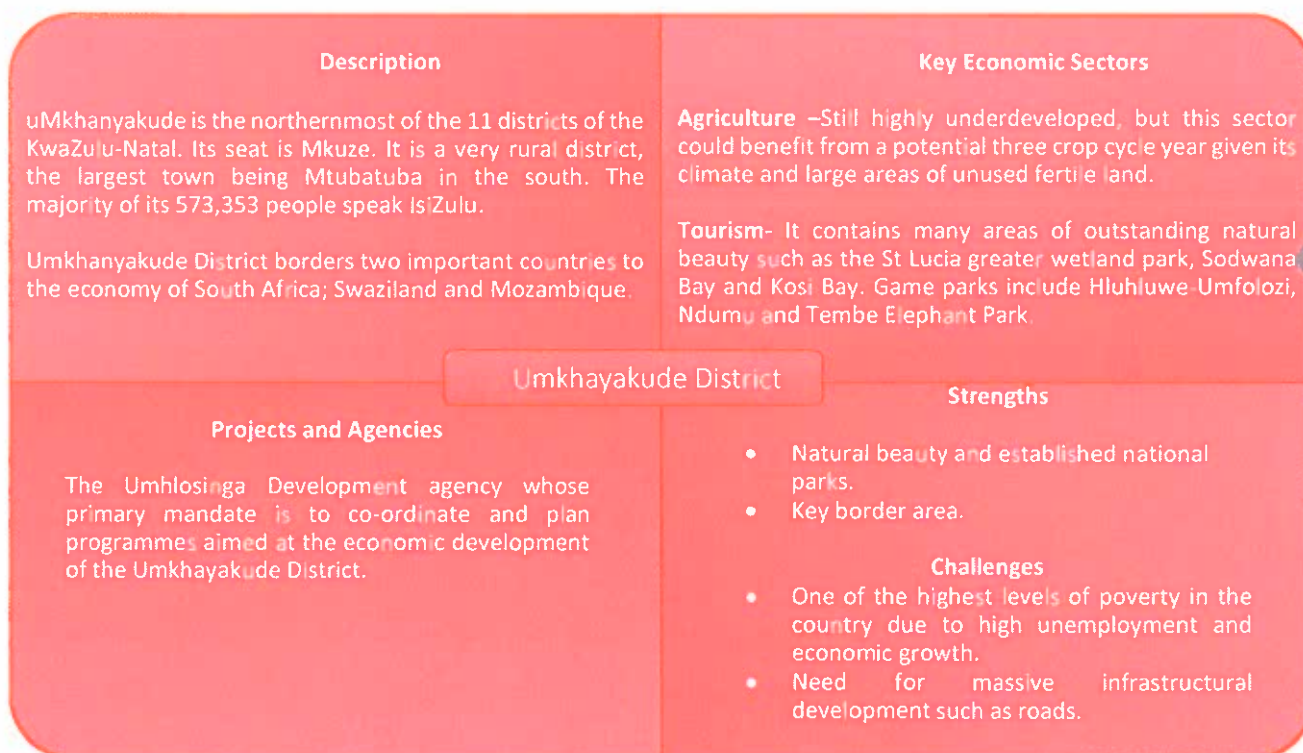 Description
uMkhanyakude is the northernmost of the 11 districts of the
KwaZulu-Natal. Its seat is Mkuze. It is a very rural district,
the largest town being Mtubatuba in the south. The
majority of its 573,353 people speak IsiZulu.
Umkhanyakude District borders two important countries to
the economy of South Africa; Swaziland and Mozambique.
Key Economic Sectors
Agriculture –Still highly underdeveloped, but this sector
could benefit from a potential three crop cycle year given its
climate and large areas of unused fertile land.
Tourism- It contains many areas of outstanding natural
beauty such as the St Lucia greater wetland park, Sodwana
Bay and Kosi Bay. Game parks include Hluhluwe-Umfolozi,
Ndumu and Tembe Elephant Park.
Umkhayakude District
Projects and Agencies
The Umhlosinga Development agency whose
primary mandate is to co-ordinate and plan
programmes aimed at the economic development
of the Umkhayakude District.
Strengths
• Natural beauty and established national
parks.
• Key border area.
Challenges
• One of the highest levels of poverty in the
country due to high unemployment and
economic growth.
• Need for massive infrastructural
development such as roads.